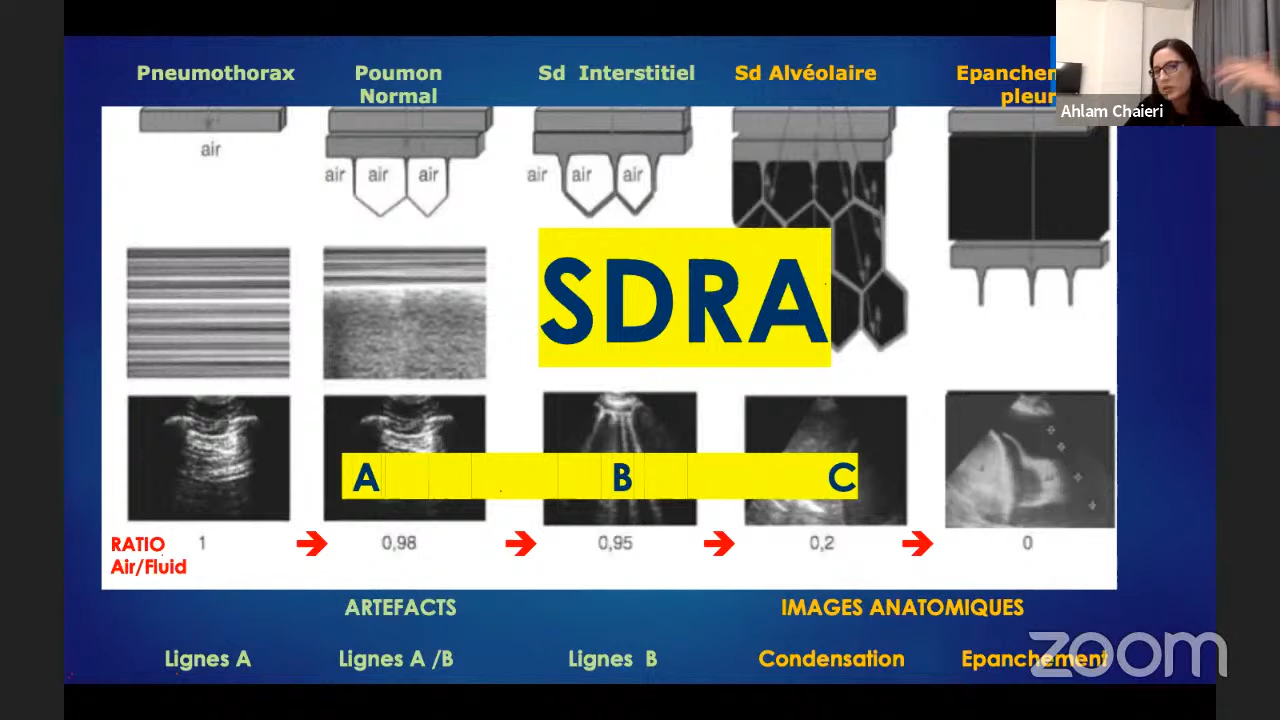 Pneumothorax
Poumon
Normal
Sd Interstitiel
Sd Alvéolaire
Epanchem
pleur
Ahlam Chaieri
air
air air air
air air air
SDRA
A B C
RATIO
Air/Fluid
1 0,98 0,95 0,2 0
ARTEFACTS
IMAGES ANATOMIQUES
Lignes A
Lignes A /B
Lignes B
Condensation
Epanchement
zoom